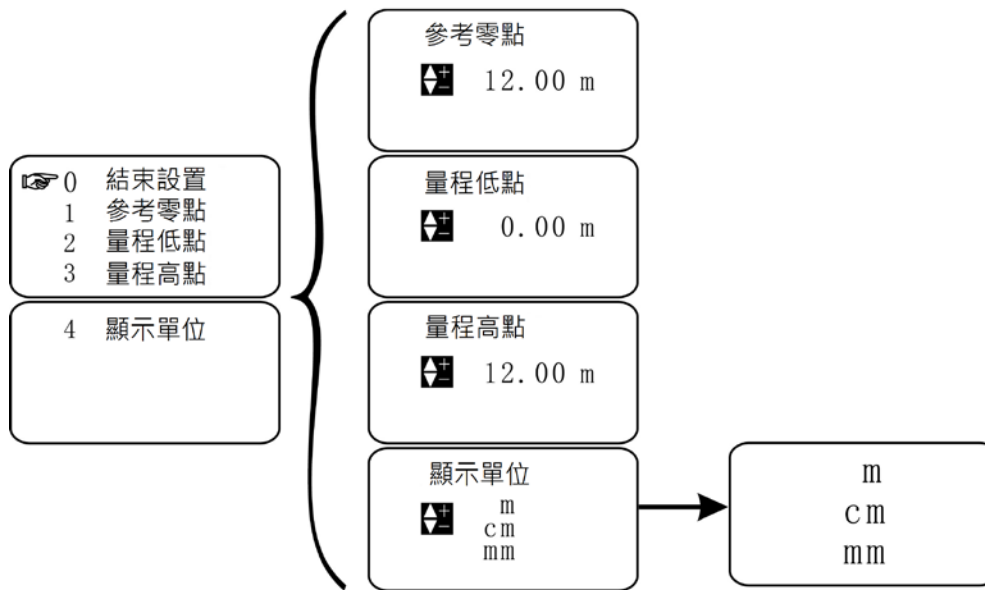 0 結束設置
1 參考零點
2 量程低點
3 量程高點
4 顯示單位
參考零點
12.00 m
量程低點
0.00 m
量程高點
12.00 m
顯示單位
m
cm
mm
m
cm
mm